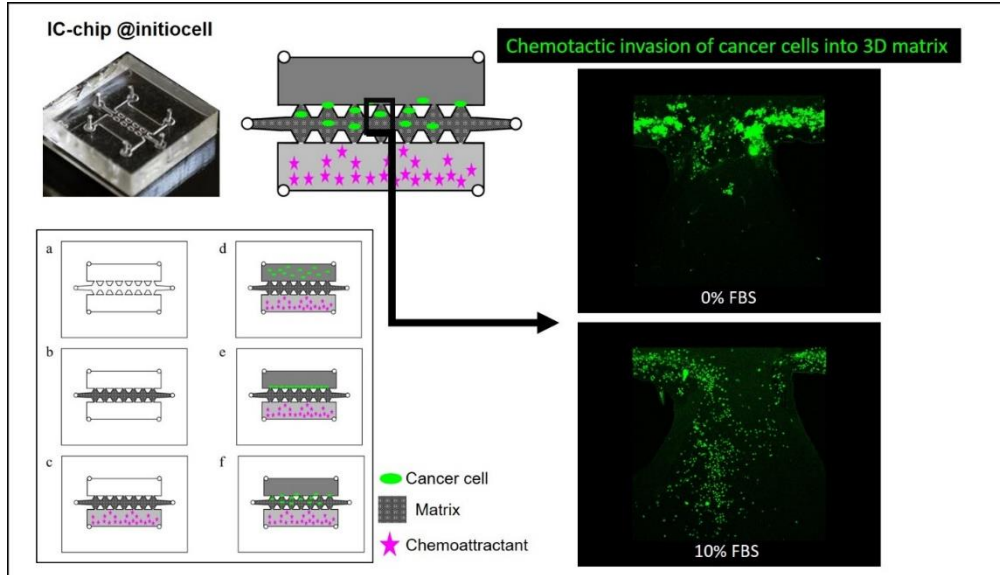 IC-chip @initiocell
Chemotactic invasion of cancer cells into 3D matrix
0% FBS
10% FBS
a
d
b
e
c
f
Cancer cell
Matrix
Chemoattractant